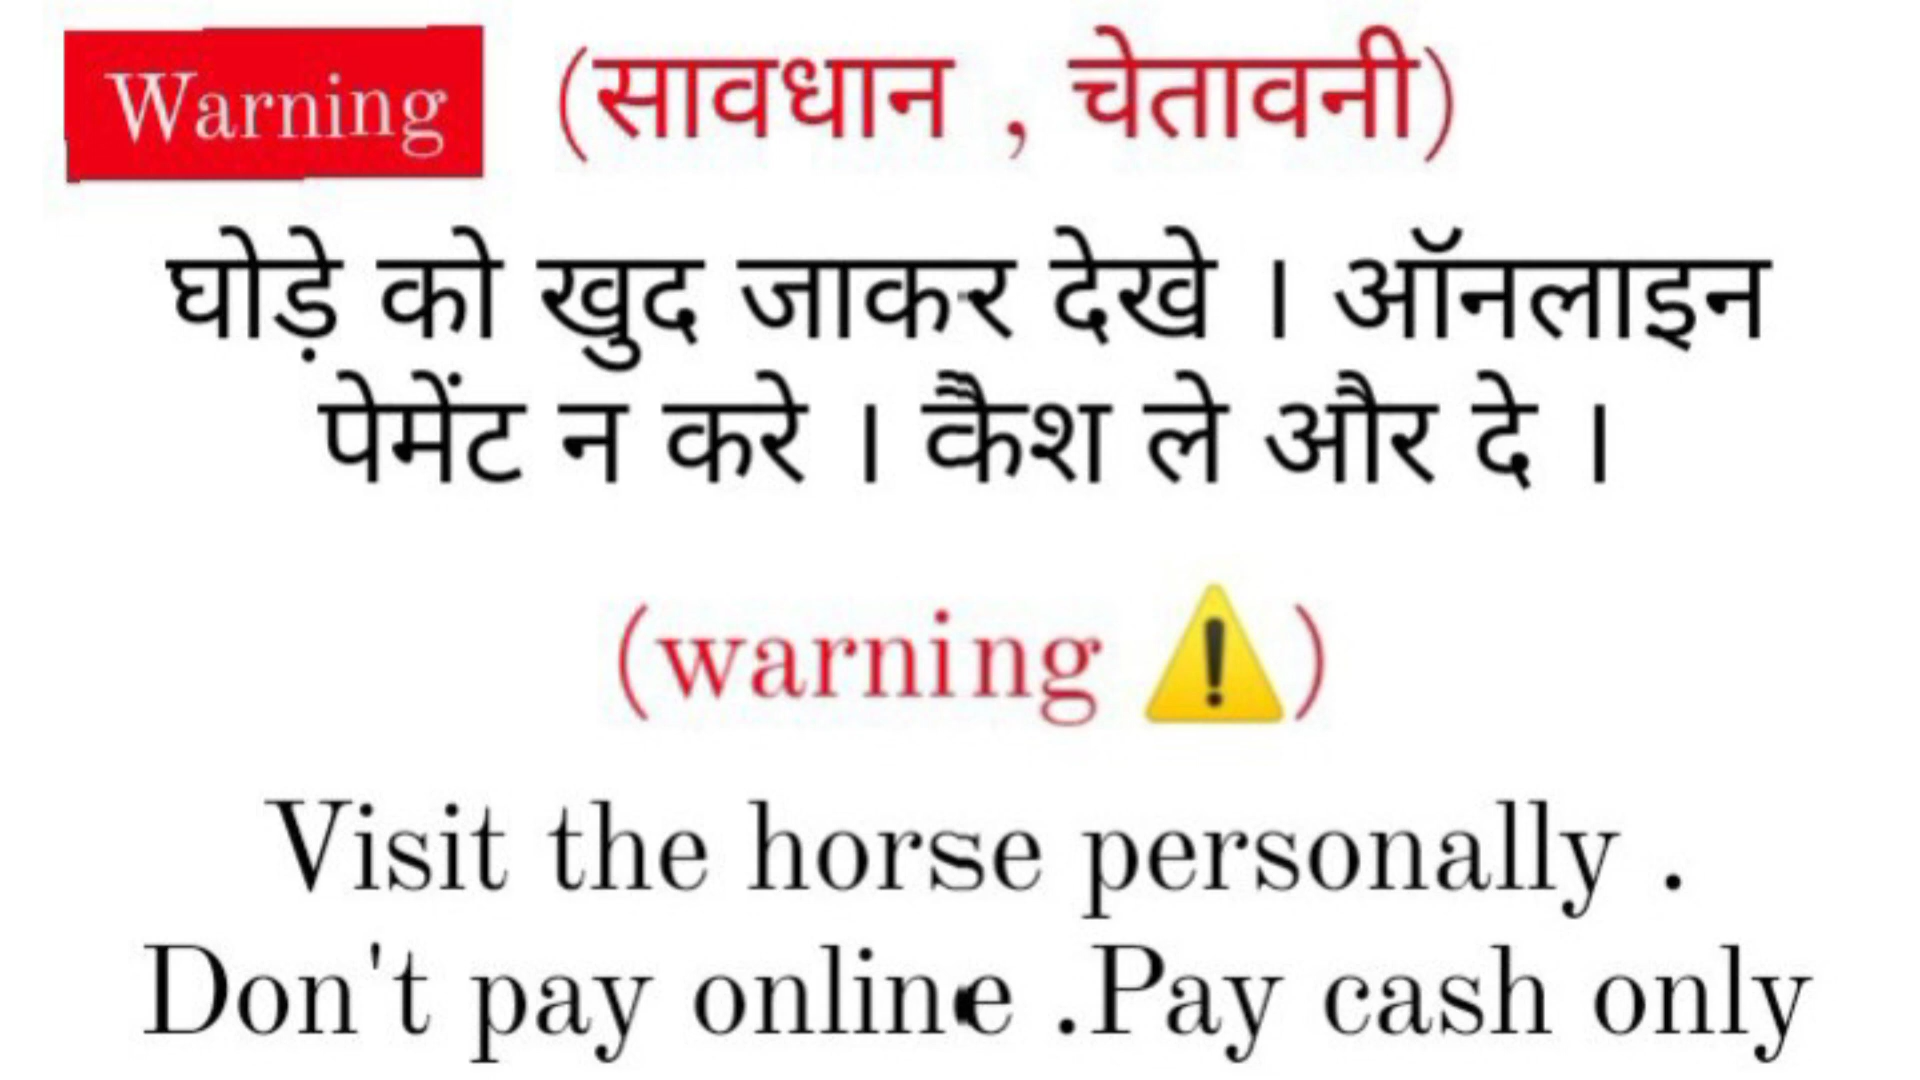 Warning (सावधान , चेतावनी)
घोड़े को खुद जाकर देखे । ऑनलाइन
पेमेंट न करे । कैश ले और दे ।
(warning ⚠️)
Visit the horse personally .
Don't pay online .Pay cash only